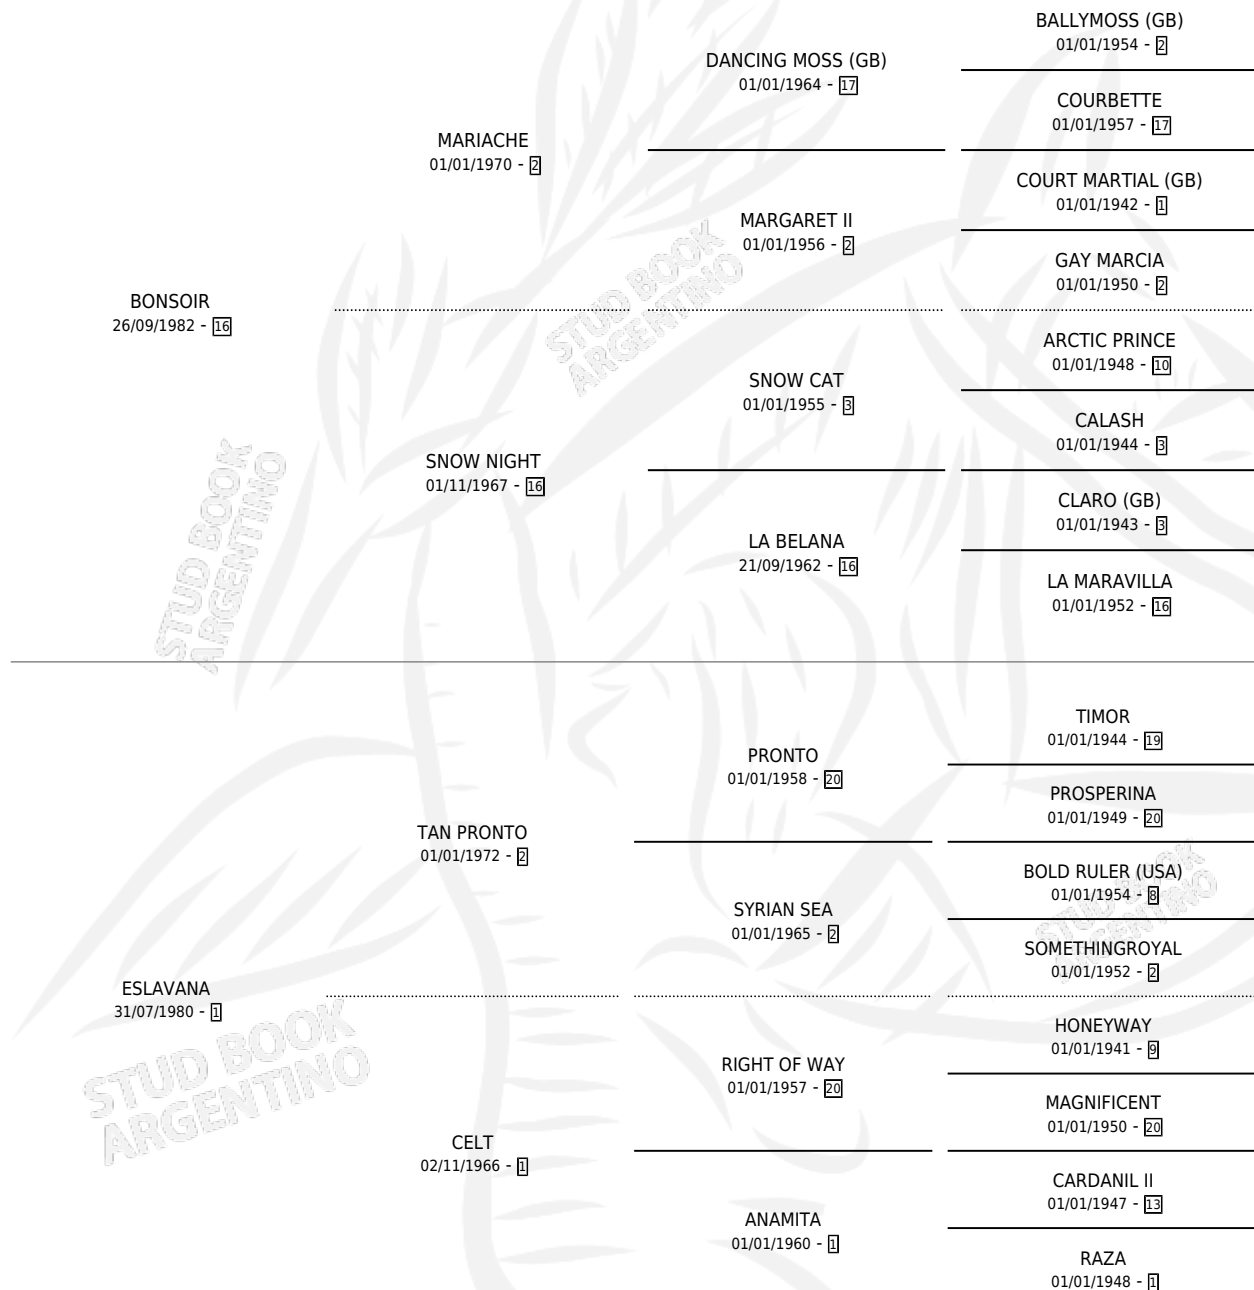 BALLYMOSS (GB)
01/01/1954 - 2
DANCING MOSS (GB)
01/01/1964 - 17
COURBETTE
01/01/1957 - 17
MARIACHE
01/01/1970 - 2
COURT MARTIAL (GB)
01/01/1942 - 1
MARGARET II
01/01/1956 - 2
GAY MARCIA
01/01/1950 - 2
BONSOIR
26/09/1982 - 16
STUD BOOK
ARGENTINO
ARCTIC PRINCE
01/01/1948 - 10
SNOW CAT
01/01/1955 - 3
CALASH
01/01/1944 - 3
SNOW NIGHT
01/11/1967 - 16
CLARO (GB)
01/01/1943 - 3
LA BELANA
21/09/1962 - 16
LA MARAVILLA
01/01/1952 - 16
STUD BOOK
ARGENTINO
TIMOR
01/01/1944 - 19
PRONTO
01/01/1958 - 20
PROSPERINA
01/01/1949 - 20
TAN PRONTO
01/01/1972 - 2
BOLD RULER (USA)
01/01/1954 - 8
SYRIAN SEA
01/01/1965 - 2
SOMETHINGROYAL
01/01/1952 - 2
STUD BOOK
ARGENTINO
ESLAVANA
31/07/1980 - 1
HONEYWAY
01/01/1941 - 9
RIGHT OF WAY
01/01/1957 - 20
MAGNIFICENT
01/01/1950 - 20
STUD BOOK
ARGENTINO
CELT
02/11/1966 - 1
CARDANIL II
01/01/1947 - 13
ANAMITA
01/01/1960 - 1
RAZA
01/01/1948 - 1